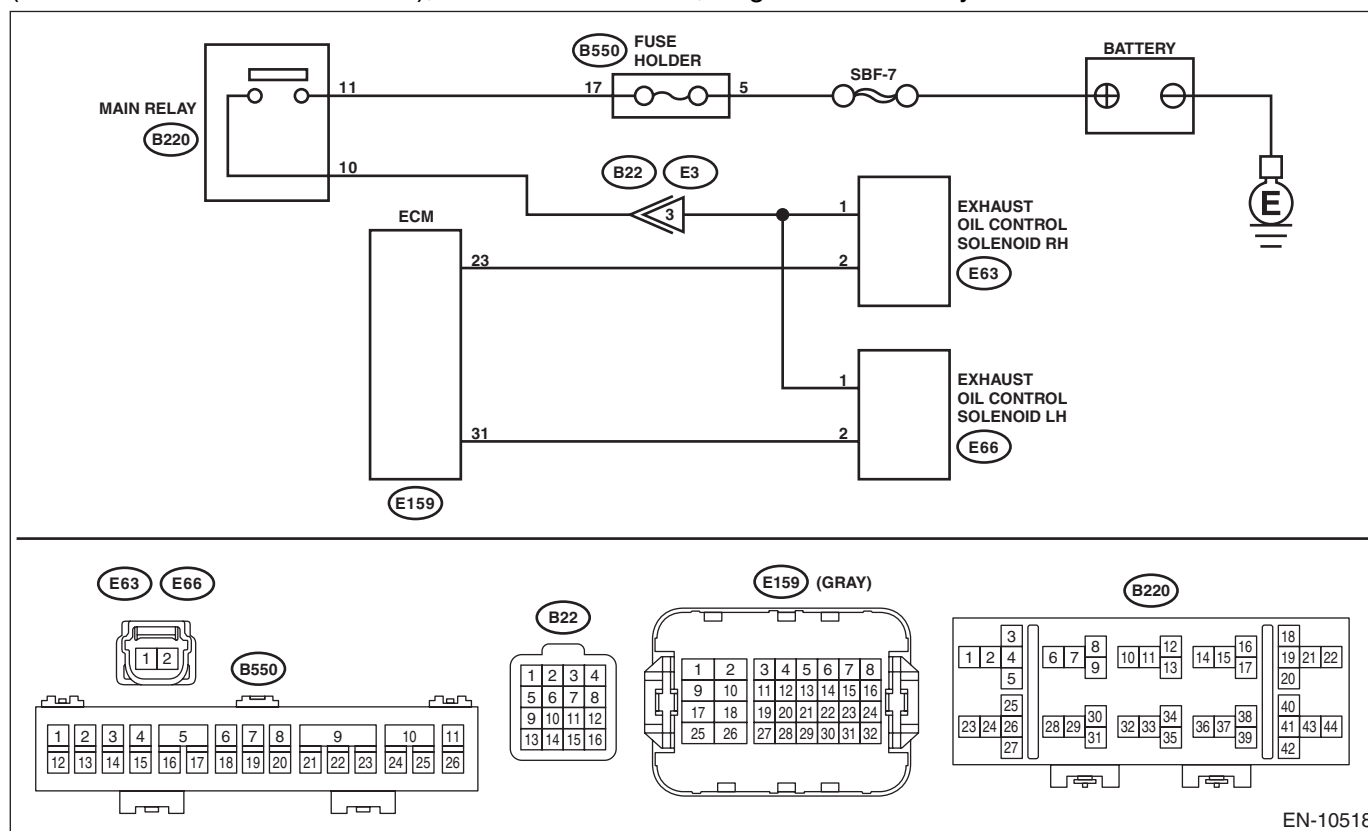 B550 FUSE HOLDER
BATTERY
SBF-7
MAIN RELAY
B220
11
17
5
10
B22 E3
3
ECM
23
31
E159
1
2
EXHAUST
OIL CONTROL
SOLENOID RH
E63
1
2
EXHAUST
OIL CONTROL
SOLENOID LH
E66
E
E63 E66
1 2
B550
1 2 3 4 5 6 7 8 9 10 11
12 13 14 15 16 17 18 19 20 21 22 23 24 25 26
B22
1 2 3 4
5 6 7 8
9 10 11 12
13 14 15 16
E159 (GRAY)
1 2 3 4 5 6 7 8
9 10 11 12 13 14 15 16
17 18 19 20 21 22 23 24
25 26 27 28 29 30 31 32
B220
3 8 12 16 18
1 2 4 6 7 10 11 14 15 19 21 22
5 9 13 17 20
25 30 34 38 40
23 24 26 28 29 32 33 36 37 41 43 44
27 31 35 39 42
EN-10518